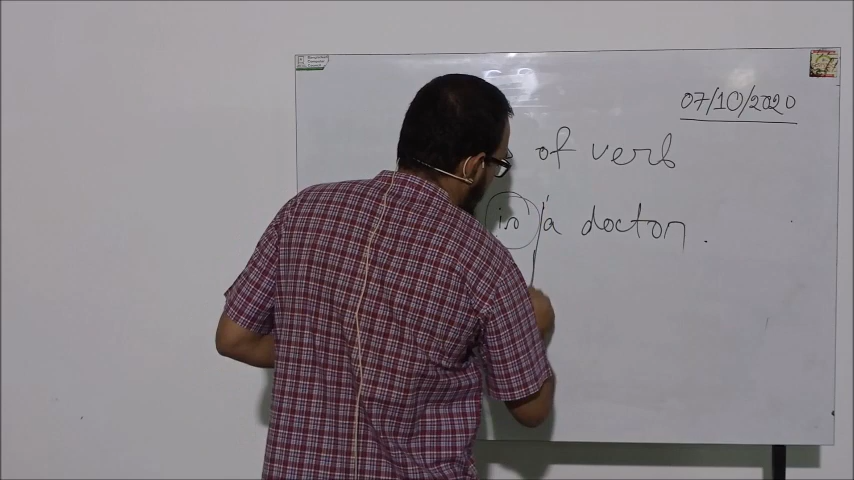 07/10/2020
of verb
is a doctor.